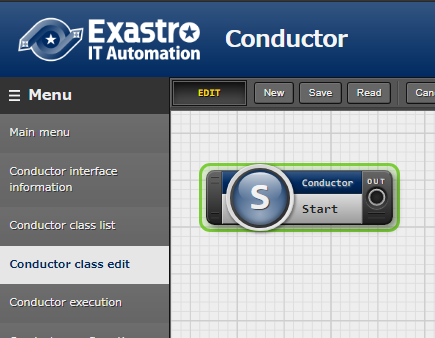 Exastro
IT Automation
Conductor
Menu
EDIT
New
Save
Read
Main menu
Conductor interface
information
Conductor class list
Conductor class edit
Conductor execution
S
Conductor
OUT
Start